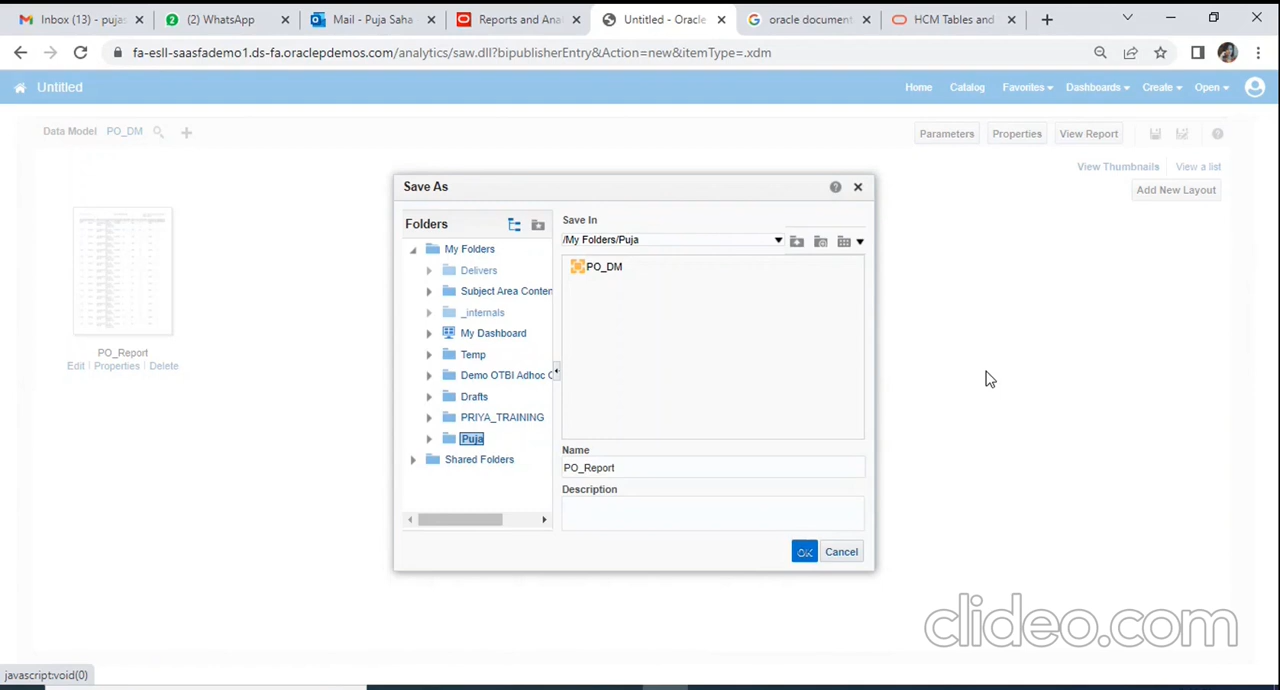 Inbox (13) - pujas
(2) WhatsApp
Mail - Puja Saha
Reports and Ana
Untitled - Oracle
oracle document
HCM Tables and
fa-esll-saasfademo1.ds-fa.oraclepdemos.com/analytics/saw.dll?bipublisherEntry&Action=new&itemType=.xdm
Untitled
Home
Catalog
Favorites
Dashboards
Create
Open
Data Model PO_DM
Parameters
Properties
View Report
View Thumbnails
View a list
Add New Layout
PO_Report
Edit | Properties | Delete
Save As
Folders
My Folders
Delivers
Subject Area Conten
_internals
My Dashboard
Temp
Demo OTBI Adhoc
Drafts
PRIYA_TRAINING
Puja
Shared Folders
Save In
/My Folders/Puja
PO_DM
Name
PO_Report
Description
OK
Cancel
clideo.com
javascript:void(0)